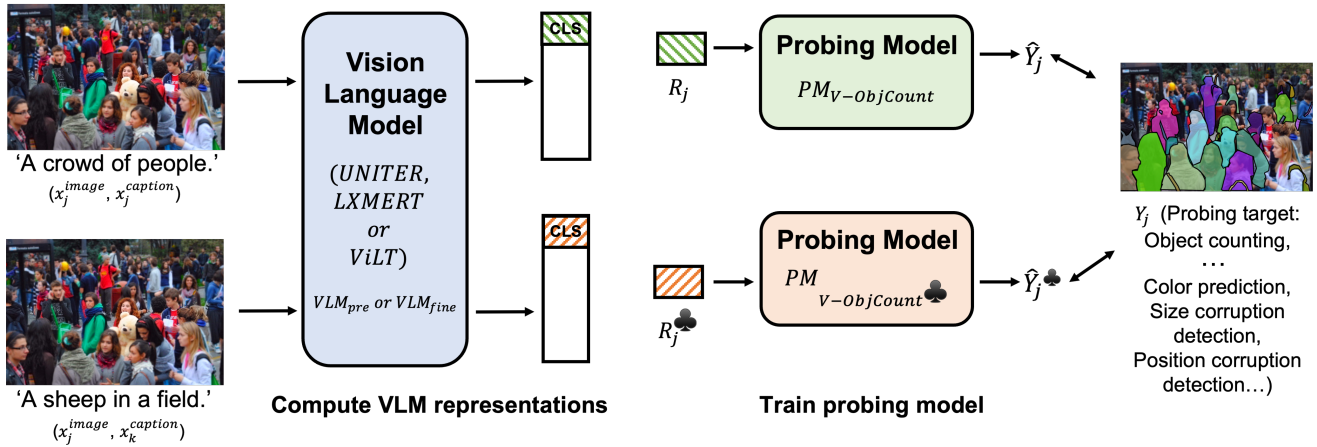 'A crowd of people.'
(x_j^image, x_j^caption)
'A sheep in a field.'
(x_j^image, x_k^caption)
Vision
Language
Model
(UNITER,
LXMERT
or
ViLT)
VLM_pre or VLM_fine
CLS
CLS
Compute VLM representations
R_j
Probing Model
PM_V−ObjCount
Ŷ_j
R_j♣
Probing Model
PM
V−ObjCount♣
Ŷ_j♣
Train probing model
Y_j (Probing target:
Object counting,
...
Color prediction,
Size corruption
detection,
Position corruption
detection...)